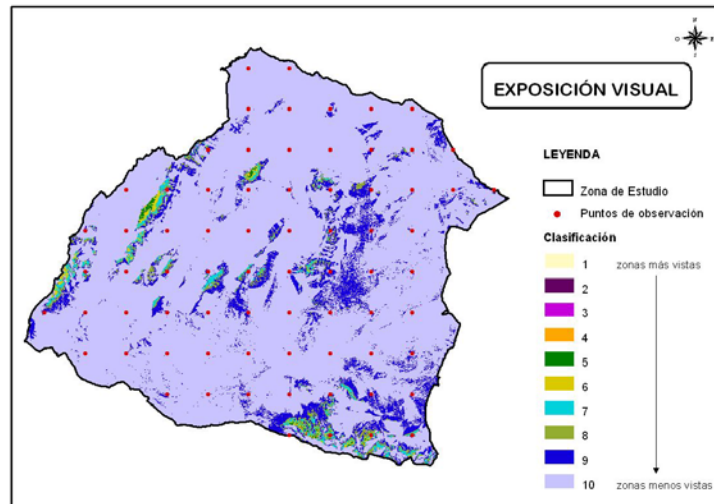 N
O
E
S
EXPOSICIÓN VISUAL
LEYENDA
Zona de Estudio
Puntos de observación
Clasificación
1 zonas más vistas
2
3
4
5
6
7
8
9
10 zonas menos vistas